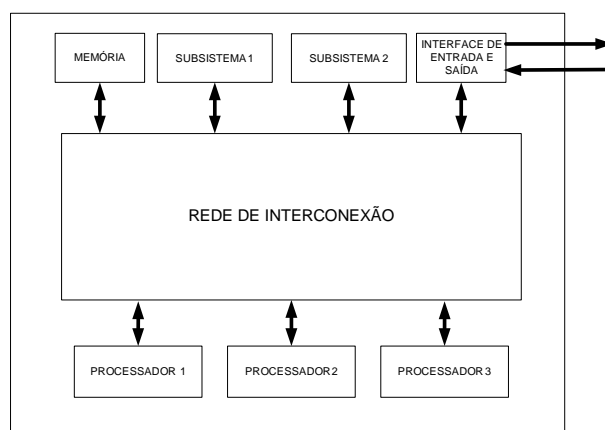 MEMÓRIA
SUBSISTEMA 1
SUBSISTEMA 2
INTERFACE DE
ENTRADA E
SAÍDA
REDE DE INTERCONEXÃO
PROCESSADOR 1
PROCESSADOR 2
PROCESSADOR 3